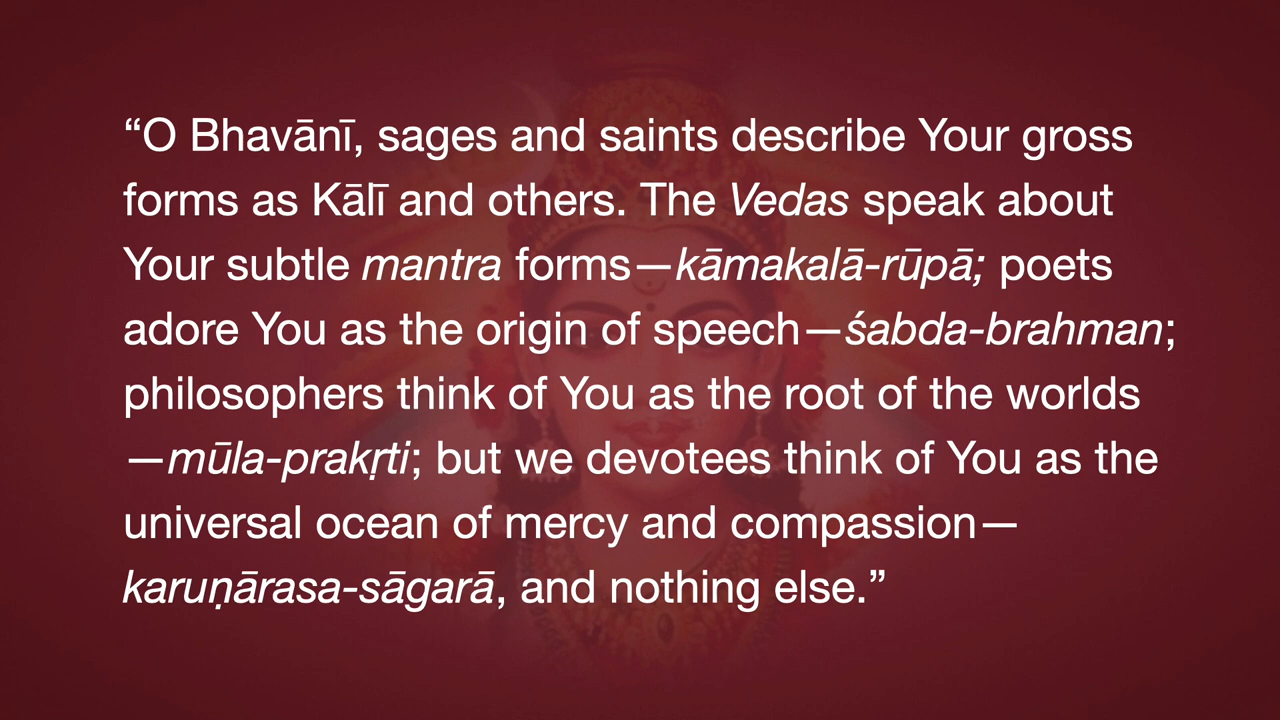 “O Bhavānī, sages and saints describe Your gross
forms as Kālī and others. The Vedas speak about
Your subtle mantra forms—kāmakalā-rūpā; poets
adore You as the origin of speech—śabda-brahman;
philosophers think of You as the root of the worlds
—mūla-prakṛti; but we devotees think of You as the
universal ocean of mercy and compassion—
karuṇārasa-sāgarā, and nothing else.”